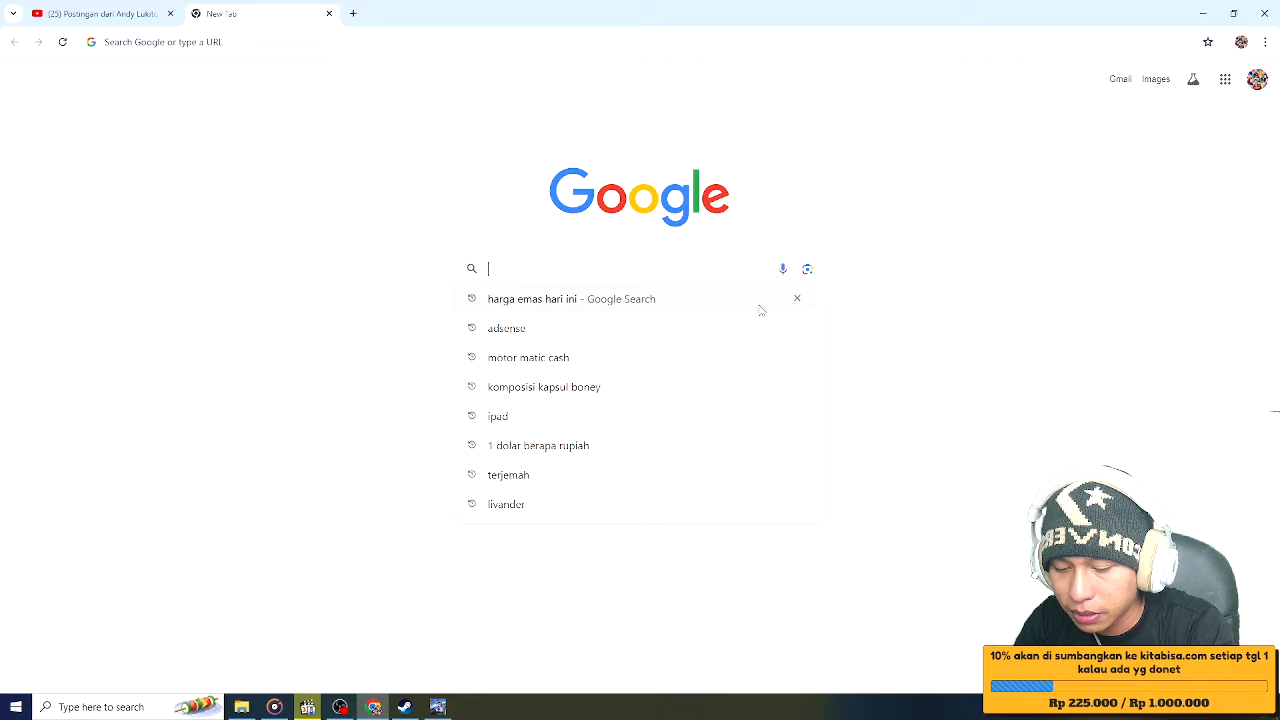 (25) Postingan dari Andy Lukito
New Tab
Search Google or type a URL
Gmail
Images
Google
harga emas hari ini - Google Search
adsense
motor matic cash
komposisi kapsul boney
ipad
1 dolar berapa rupiah
terjemah
livander
CONVERS
10% akan di sumbangkan ke kitabisa.com setiap tgl 1
kalau ada yg donet
Rp 225.000 / Rp 1.000.000
Type here to search